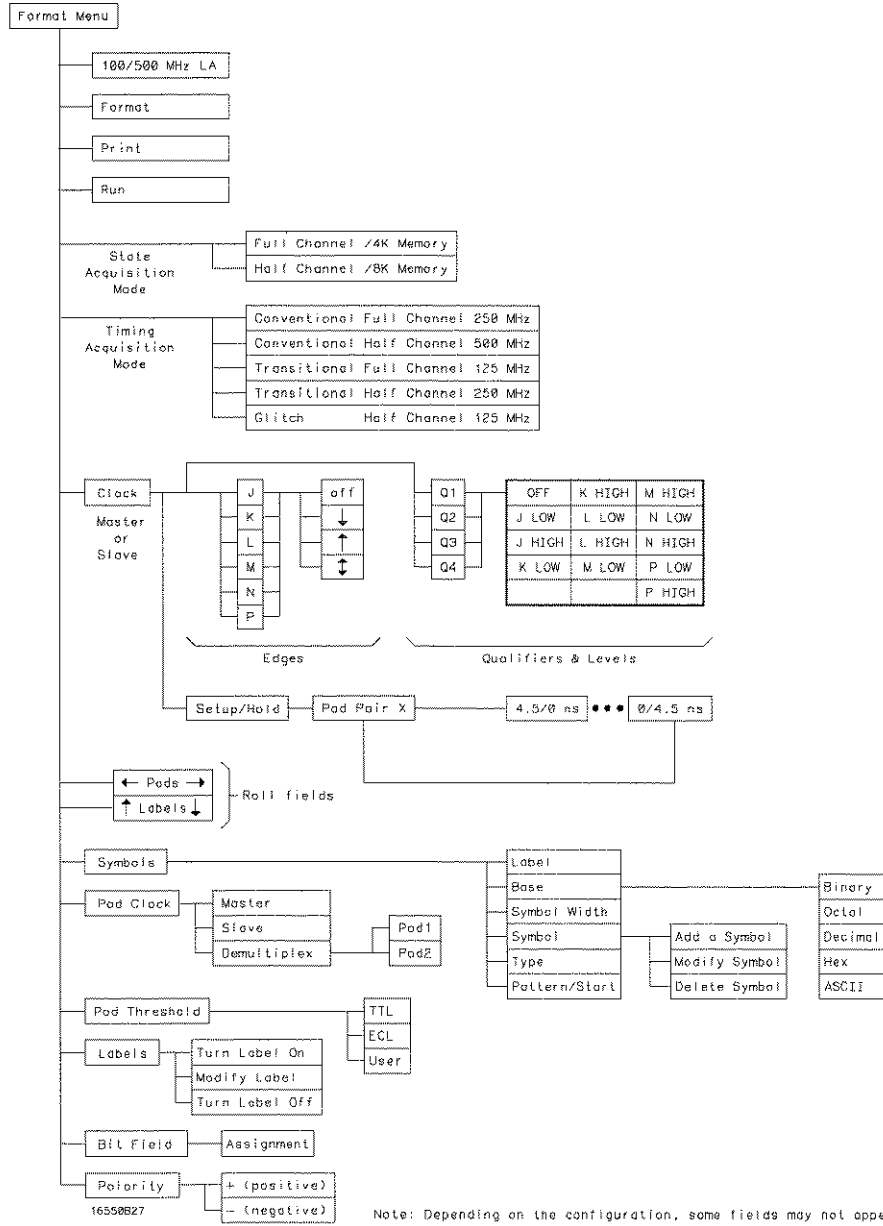 Format Menu
100/500 MHz LA
Format
Print
Run
State
Acquisition
Mode
Full Channel /4K Memory
Half Channel /8K Memory
Timing
Acquisition
Mode
Conventional Full Channel 250 MHz
Conventional Half Channel 500 MHz
Transitional Full Channel 125 MHz
Transitional Half Channel 250 MHz
Glitch Half Channel 125 MHz
Clock
Master
or
Slave
J
K
L
M
N
P
off
↓
↑
↕
Edges
Q1
Q2
Q3
Q4
OFF K HIGH M HIGH
J LOW L LOW N LOW
J HIGH L HIGH N HIGH
K LOW M LOW P LOW
P HIGH
Qualifiers & Levels
Setup/Hold
Pod Pair X
4.5/0 ns ••• 0/4.5 ns
← Pods →
↑ Labels ↓
Roll fields
Symbols
Label
Base
Symbol Width
Symbol
Type
Pattern/Start
Binary
Octal
Decimal
Hex
ASCII
Add a Symbol
Modify Symbol
Delete Symbol
Pod Clock
Master
Slave
Demultiplex
Pod1
Pod2
Pod Threshold
TTL
ECL
User
Labels
Turn Label On
Modify Label
Turn Label Off
Bit Field
Assignment
Polarity
+ (positive)
- (negative)
16550B27
Note: Depending on the configuration, some fields may not appe